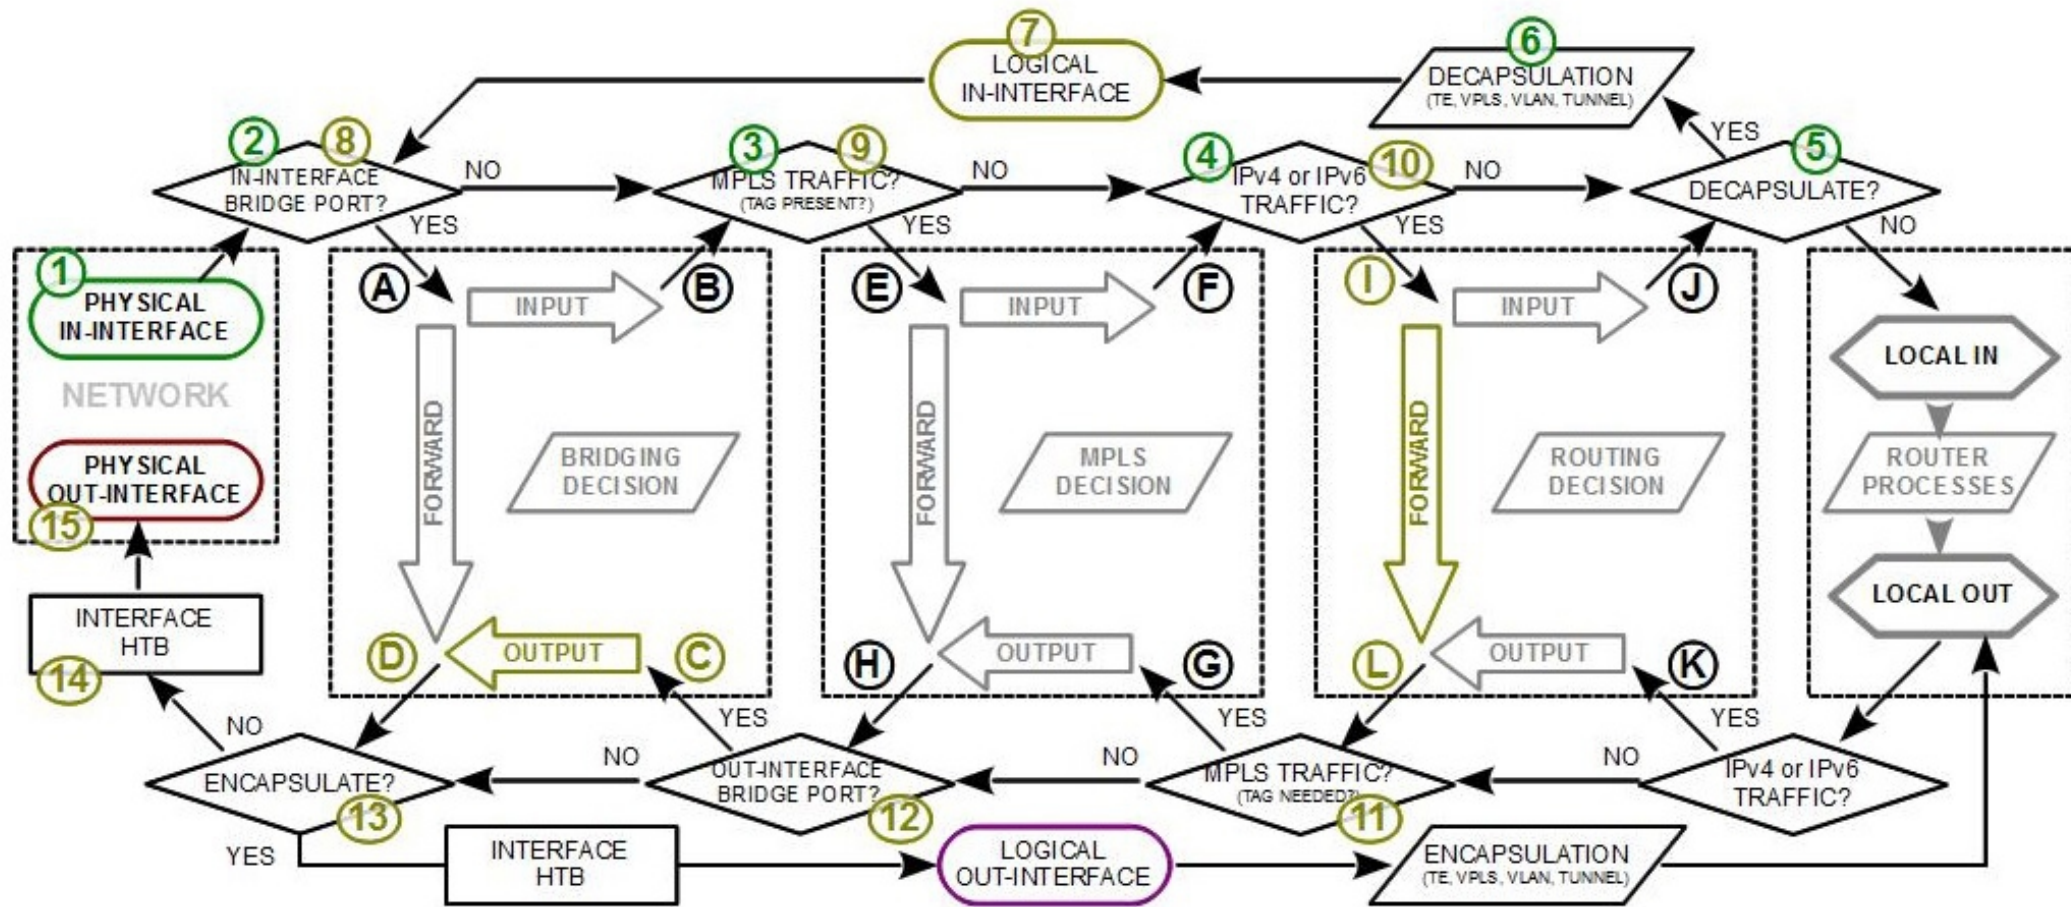 7
LOGICAL
IN-INTERFACE
6
DECAPSULATION
(TE, VPLS, VLAN, TUNNEL)
2
8
IN-INTERFACE
BRIDGE PORT?
NO
YES
3
9
MPLS TRAFFIC?
(TAG PRESENT?)
NO
YES
4
10
IPv4 or IPv6
TRAFFIC?
NO
YES
YES
5
DECAPSULATE?
NO
1
PHYSICAL
IN-INTERFACE
NETWORK
PHYSICAL
OUT-INTERFACE
15
A
INPUT
B
FORWARD
BRIDGING
DECISION
D
OUTPUT
C
E
INPUT
F
FORWARD
MPLS
DECISION
H
OUTPUT
G
I
INPUT
J
FORWARD
ROUTING
DECISION
L
OUTPUT
K
LOCAL IN
ROUTER
PROCESSES
LOCAL OUT
INTERFACE
HTB
14
NO
ENCAPSULATE?
13
YES
NO
YES
OUT-INTERFACE
BRIDGE PORT?
12
NO
YES
MPLS TRAFFIC?
(TAG NEEDED?)
11
NO
YES
IPv4 or IPv6
TRAFFIC?
INTERFACE
HTB
LOGICAL
OUT-INTERFACE
ENCAPSULATION
(TE, VPLS, VLAN, TUNNEL)